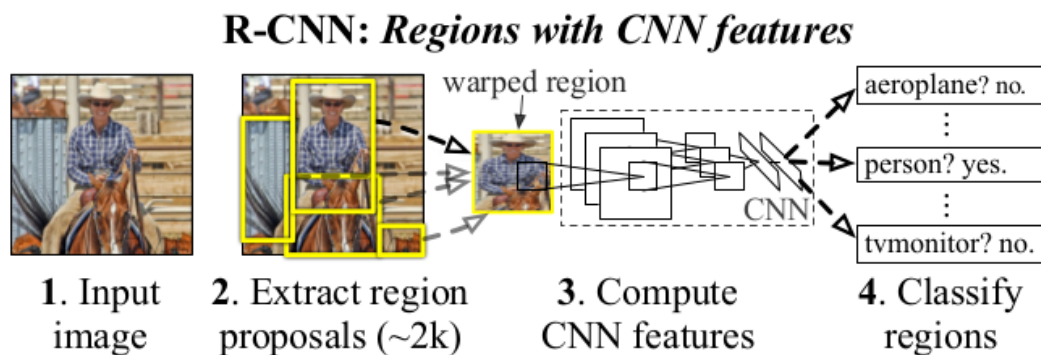 R-CNN: Regions with CNN features
warped region
aeroplane? no.
person? yes.
tvmonitor? no.
CNN
1. Input image
2. Extract region proposals (~2k)
3. Compute CNN features
4. Classify regions